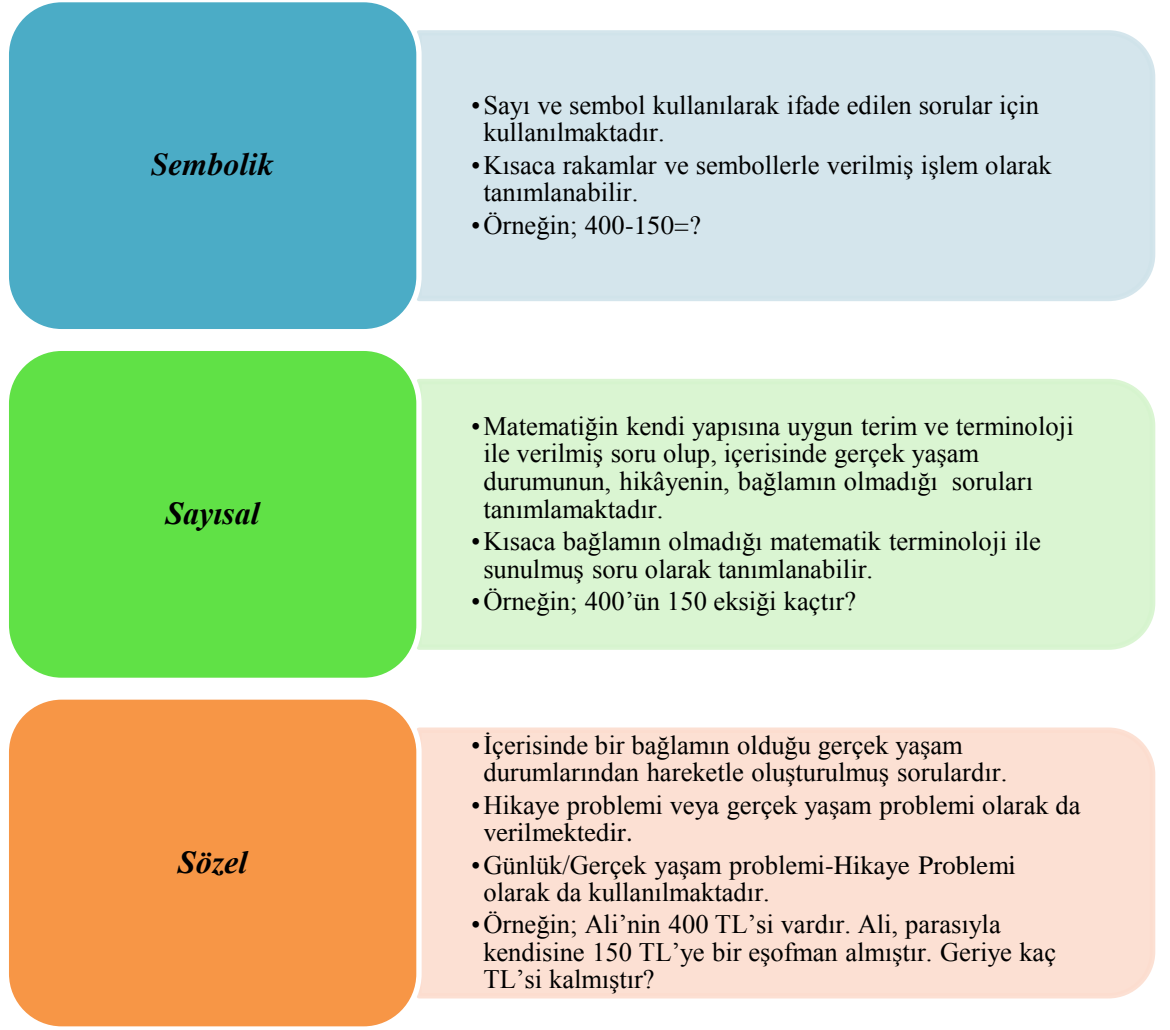 Sembolik
•Sayı ve sembol kullanılarak ifade edilen sorular için
kullanılmaktadır.
•Kısaca rakamlar ve sembollerle verilmiş işlem olarak
tanımlanabilir.
•Örneğin; 400-150=?
Sayısal
•Matematiğin kendi yapısına uygun terim ve terminoloji
ile verilmiş soru olup, içerisinde gerçek yaşam
durumunun, hikâyenin, bağlamın olmadığı soruları
tanımlamaktadır.
•Kısaca bağlamın olmadığı matematik terminoloji ile
sunulmuş soru olarak tanımlanabilir.
•Örneğin; 400’ün 150 eksiği kaçtır?
Sözel
•İçerisinde bir bağlamın olduğu gerçek yaşam
durumlarından hareketle oluşturulmuş sorulardır.
•Hikaye problemi veya gerçek yaşam problemi olarak da
verilmektedir.
•Günlük/Gerçek yaşam problemi-Hikaye Problemi
olarak da kullanılmaktadır.
•Örneğin; Ali’nin 400 TL’si vardır. Ali, parasıyla
kendisine 150 TL’ye bir eşofman almıştır. Geriye kaç
TL’si kalmıştır?